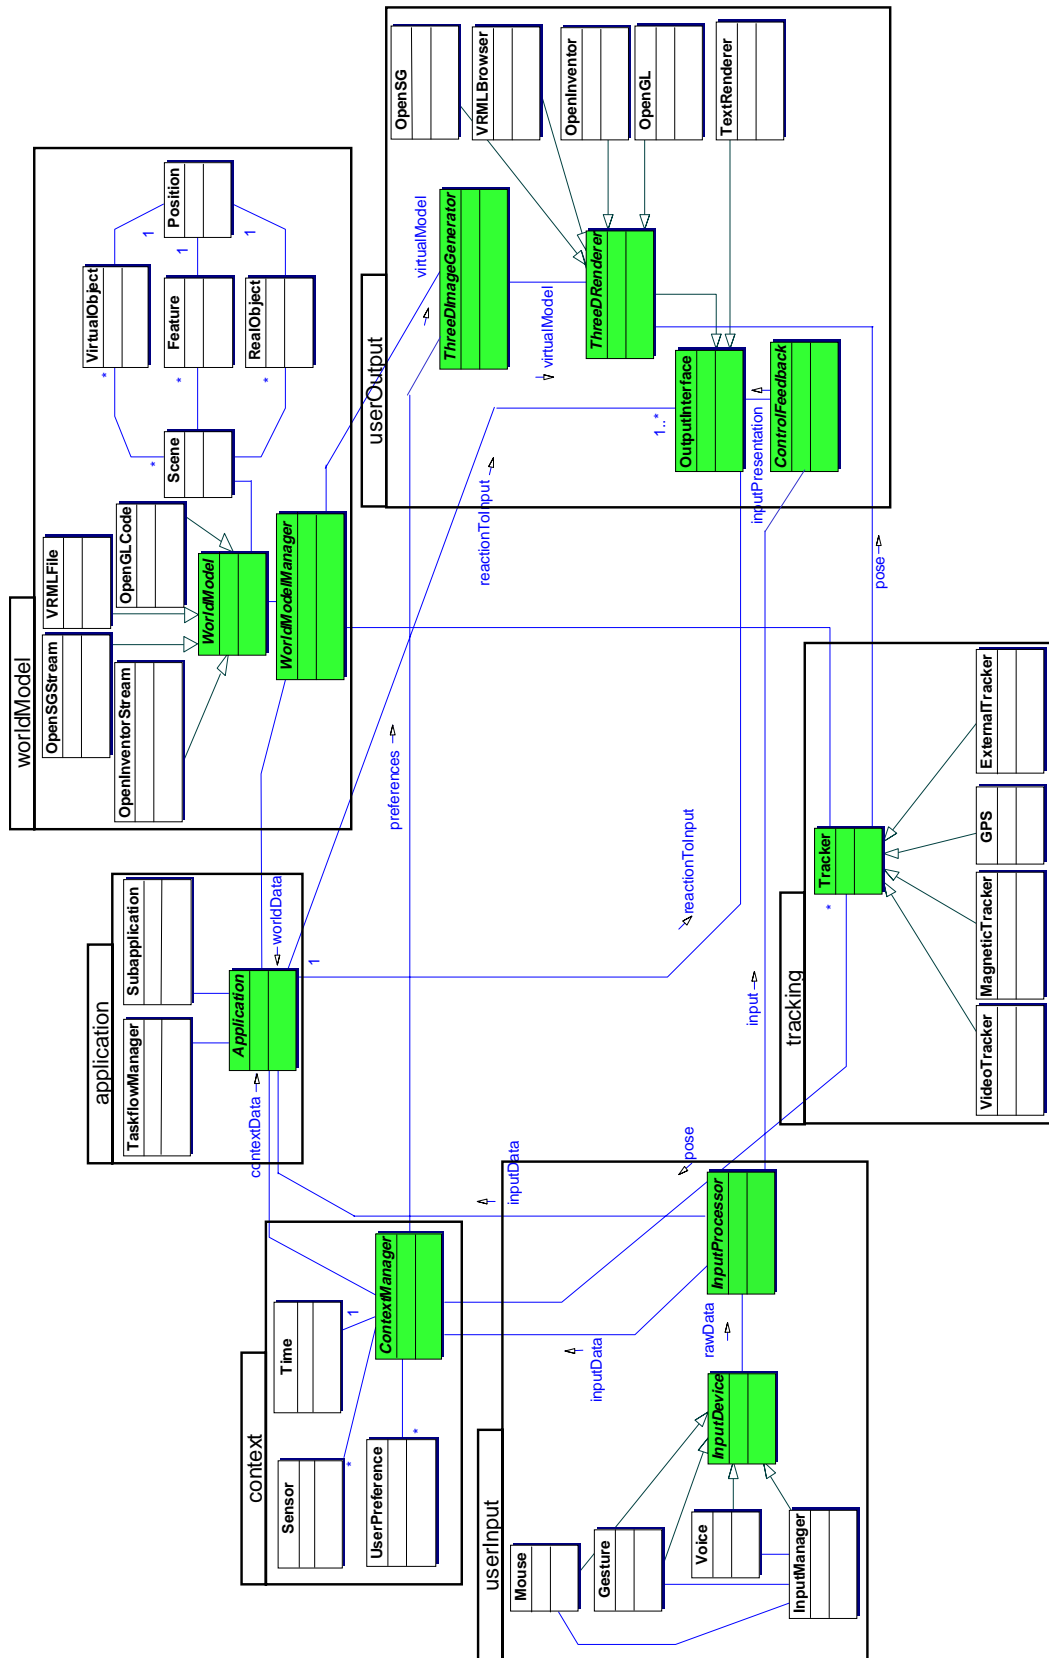 worldModel
OpenSGStream
VRMLFile
OpenGLCode
OpenInventorStream
WorldModel
WorldModelManager
Scene
*
*
*
*
VirtualObject
Feature
RealObject
1
1
1
Position
application
TaskflowManager
Subapplication
Application
contextData
worldData
1
context
Sensor
*
Time
1
UserPreference
*
ContextManager
preferences
userInput
Mouse
Gesture
Voice
InputManager
InputDevice
rawData
InputProcessor
inputData
inputData
pose
input
tracking
Tracker
*
VideoTracker
MagneticTracker
GPS
ExternalTracker
pose
reactionToInput
reactionToInput
userOutput
OpenSG
VRMLBrowser
OpenInventor
OpenGL
TextRenderer
virtualModel
ThreeDImageGenerator
virtualModel
ThreeDRenderer
1..*
OutputInterface
inputPresentation
ControlFeedback